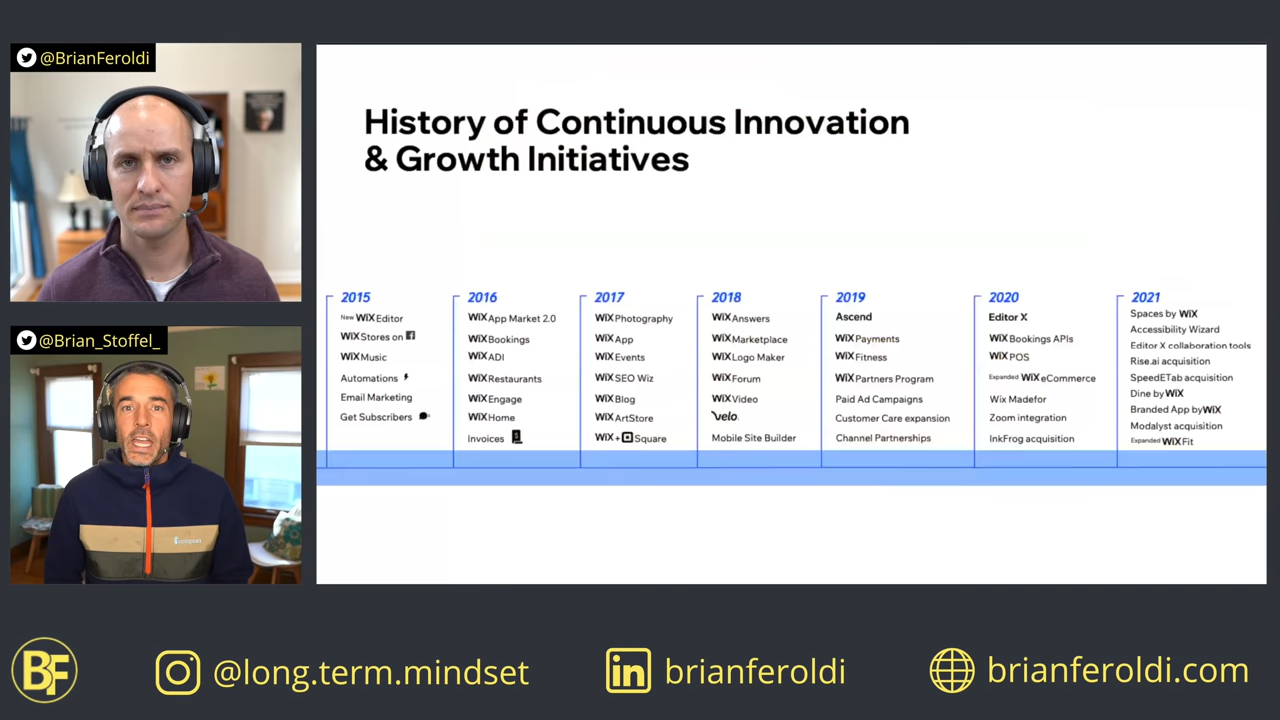 @BrianFeroldi
@Brian_Stoffel_
History of Continuous Innovation
& Growth Initiatives
2015
New WiX Editor
WiX Stores on f
WiX Music
Automations
Email Marketing
Get Subscribers
2016
WiX App Market 2.0
WiX Bookings
WiX ADI
WiX Restaurants
WiX Engage
WiX Home
Invoices
2017
WiX Photography
WiX App
WiX Events
WiX SEO Wiz
WiX Blog
WiX ArtStore
WiX + Square
2018
WiX Answers
WiX Marketplace
WiX Logo Maker
WiX Forum
WiX Video
velo
Mobile Site Builder
2019
Ascend
WiX Payments
WiX Fitness
WiX Partners Program
Paid Ad Campaigns
Customer Care expansion
Channel Partnerships
2020
Editor X
WiX Bookings APIs
WiX POS
Expanded WiX eCommerce
Wix Madefor
Zoom integration
InkFrog acquisition
2021
Spaces by WiX
Accessibility Wizard
Editor X collaboration tools
Rise.ai acquisition
SpeedETab acquisition
Dine by WiX
Branded App by WiX
Modalyst acquisition
Expanded WiX Fit
BF
@long.term.mindset
in
brianferoldi
brianferoldi.com